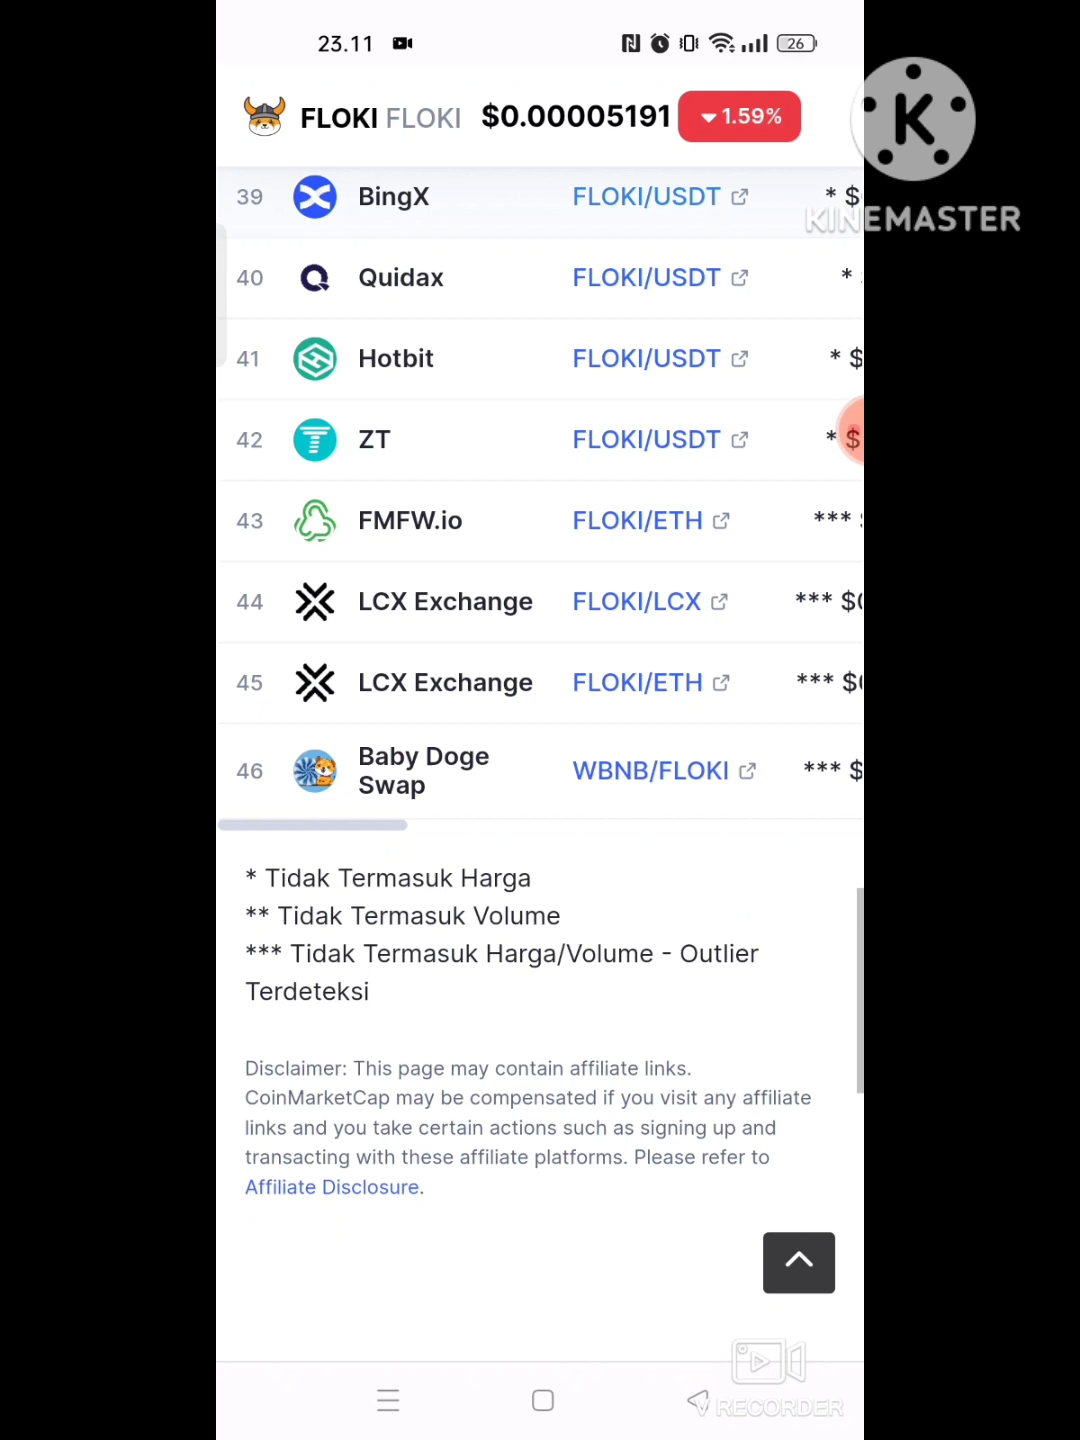 23.11 26
FLOKI FLOKI $0.00005191 1.59%
K
KINEMASTER
39 BingX FLOKI/USDT * $
40 Quidax FLOKI/USDT *
41 Hotbit FLOKI/USDT * $
42 ZT FLOKI/USDT * $
43 FMFW.io FLOKI/ETH ***
44 LCX Exchange FLOKI/LCX *** $0
45 LCX Exchange FLOKI/ETH *** $0
46 Baby Doge Swap WBNB/FLOKI *** $
* Tidak Termasuk Harga
** Tidak Termasuk Volume
*** Tidak Termasuk Harga/Volume - Outlier
Terdeteksi
Disclaimer: This page may contain affiliate links.
CoinMarketCap may be compensated if you visit any affiliate
links and you take certain actions such as signing up and
transacting with these affiliate platforms. Please refer to
Affiliate Disclosure.
V RECORDER